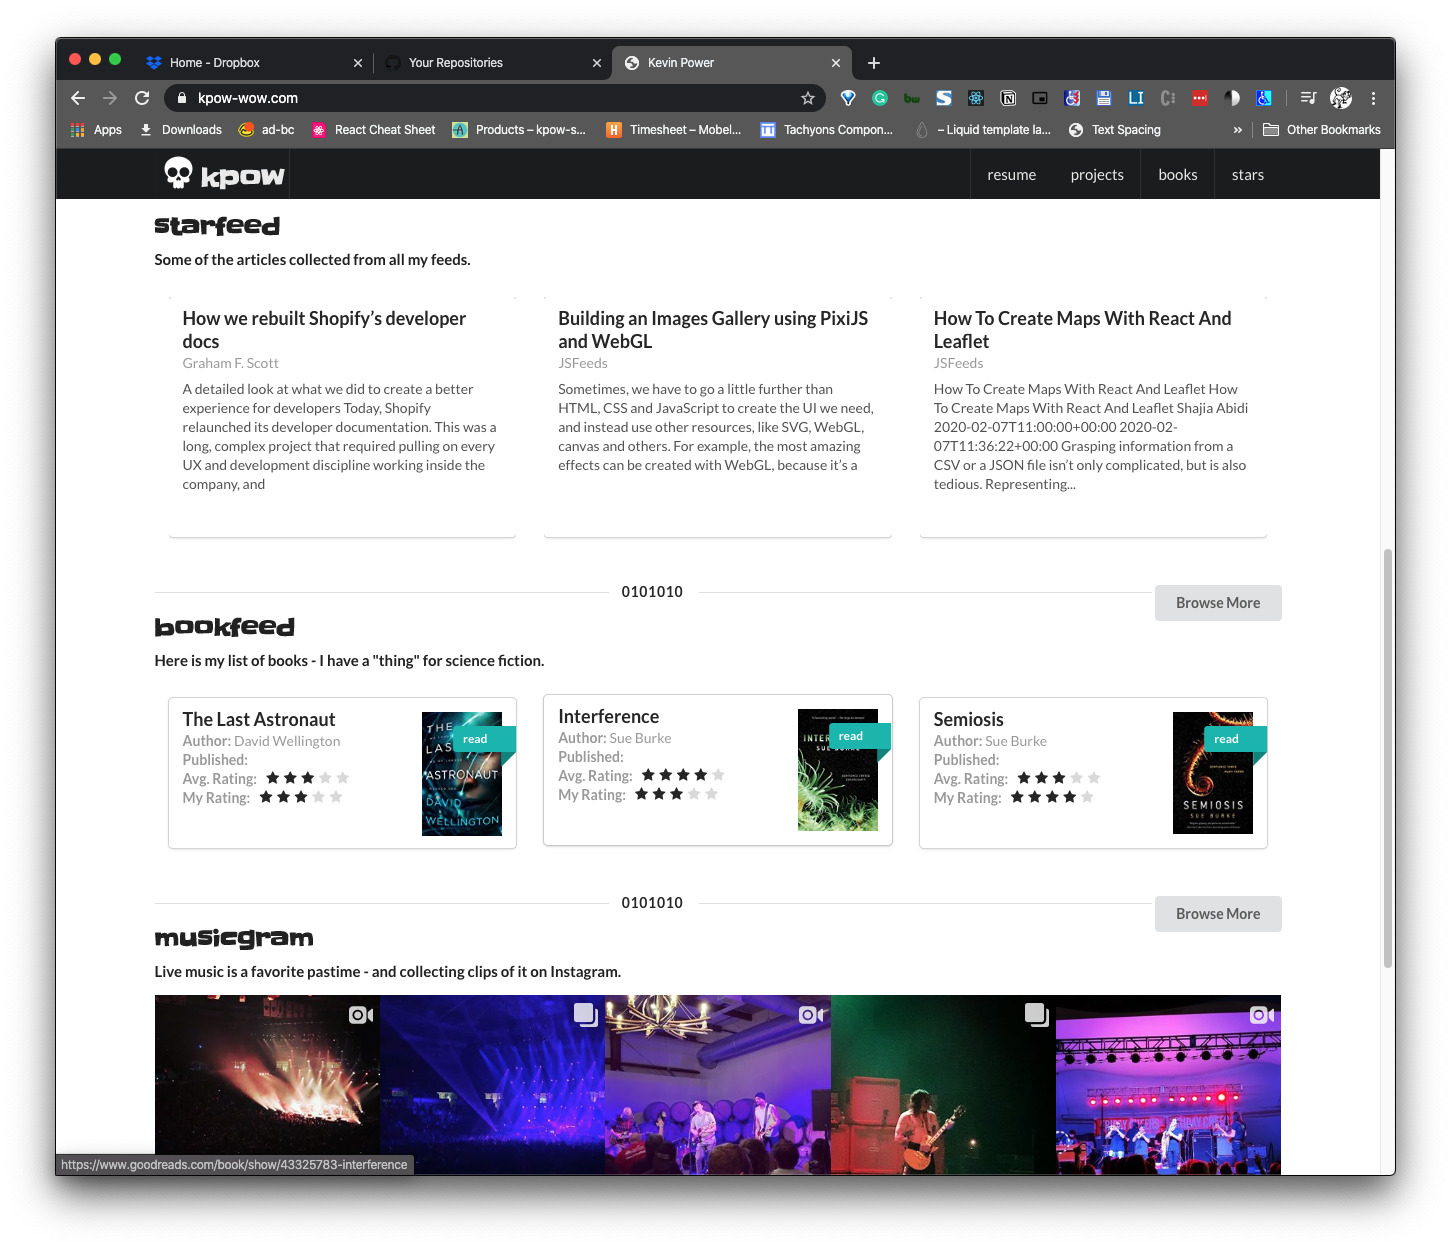 Home - Dropbox
Your Repositories
Kevin Power
kpow-wow.com
Apps
Downloads
ad-bc
React Cheat Sheet
Products – kpow-s...
Timesheet – Mobel...
Tachyons Compon...
– Liquid template la...
Text Spacing
»
Other Bookmarks
kpow
resume
projects
books
stars
starfeed
Some of the articles collected from all my feeds.
How we rebuilt Shopify’s developer
docs
Graham F. Scott
A detailed look at what we did to create a better
experience for developers Today, Shopify
relaunched its developer documentation. This was a
long, complex project that required pulling on every
UX and development discipline working inside the
company, and
Building an Images Gallery using PixiJS
and WebGL
JSFeeds
Sometimes, we have to go a little further than
HTML, CSS and JavaScript to create the UI we need,
and instead use other resources, like SVG, WebGL,
canvas and others. For example, the most amazing
effects can be created with WebGL, because it’s a
How To Create Maps With React And
Leaflet
JSFeeds
How To Create Maps With React And Leaflet How
To Create Maps With React And Leaflet Shajia Abidi
2020-02-07T11:00:00+00:00 2020-02-
07T11:36:22+00:00 Grasping information from a
CSV or a JSON file isn’t only complicated, but is also
tedious. Representing...
0101010
Browse More
bookfeed
Here is my list of books - I have a "thing" for science fiction.
The Last Astronaut
Author: David Wellington
Published:
Avg. Rating:
My Rating:
THE
LAS
ASTRONAUT
DAVID
WELLINGTON
read
Interference
Author: Sue Burke
Published:
Avg. Rating:
My Rating:
INTER
SUE BURKE
read
Semiosis
Author: Sue Burke
Published:
Avg. Rating:
My Rating:
read
SEMIOSIS
SUE BURKE
0101010
Browse More
musicgram
Live music is a favorite pastime - and collecting clips of it on Instagram.
https://www.goodreads.com/book/show/43325783-interference